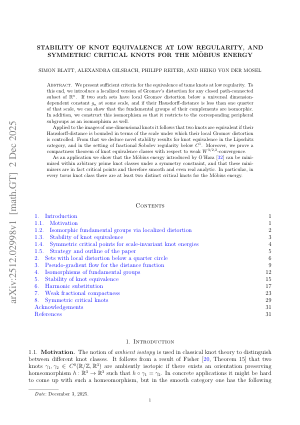 STABILITY OF KNOT EQUIVALENCE AT LOW REGULARITY, AND
SYMMETRIC CRITICAL KNOTS FOR THE MÖBIUS ENERGY
SIMON BLATT, ALEXANDRA GILSBACH, PHILIPP REITER, AND HEIKO VON DER MOSEL
ABSTRACT. We present sufficient criteria for the equivalence of tame knots at low regularity. To
this end, we introduce a localized version of Gromov's distortion for any closed path-connected
subset of ℝⁿ. If two such sets have local Gromov distortion below a universal dimension-
dependent constant gₙ at some scale, and if their Hausdorff-distance is less than one quarter of
that scale, we can show that the fundamental groups of their complements are isomorphic.
In addition, we construct this isomorphism so that it restricts to the corresponding peripheral
subgroups as an isomorphism as well.
Applied to the images of one-dimensional knots it follows that two knots are equivalent if their
Hausdorff-distance is bounded in terms of the scale under which their local Gromov distortion
is controlled. From that we deduce novel stability results for knot equivalence in the Lipschitz
category, and in the setting of fractional Sobolev regularity below C¹. Moreover, we prove a
compactness theorem of knot equivalence classes with respect to weak
As an application we show that the Möbius energy introduced by O'Hara [22] can be mini-
mized within arbitrary prime knot classes under a symmetry constraint, and that these mini-
mizers are in fact critical points and therefore smooth and even real analytic. In particular, in
every torus knot class there are at least two distinct critical knots for the Möbius energy.
CONTENTS
1. Introduction 1
1.1. Motivation 1
1.2. Isomorphic fundamental groups via localized distortion 2
1.3. Stability of knot equivalence 3
1.4. Symmetric critical points for scale-invariant knot energies 4
1.5. Strategy and outline of the paper 5
2. Sets with local distortion below a quarter circle 6
3. Pseudo-gradient flow for the distance function 9
4. Isomorphisms of fundamental groups 12
5. Stability of knot equivalence 15
6. Harmonic substitution 17
7. Weak fractional compactness 23
8. Symmetric critical knots 29
Acknowledgments 31
References 31
1. INTRODUCTION
1.1. Motivation. The notion of ambient isotopy is used in classical knot theory to distinguish
between different knot classes. It follows from a result of Fisher [20, Theorem 15] that two
knots γ₁, γ₂ ∈ C⁰(ℝ/ℤ, ℝ³) are ambiently isotopic if there exists an orientation preserving
homeomorphism h : ℝ³ → ℝ³ such that h ∘ γ₁ = γ₂. In concrete applications it might be hard
to come up with such a homeomorphism, but in the smooth category one has the following
Date: December 3, 2025.
1
arXiv:2512.02998v1 [math.GT] 2 Dec 2025